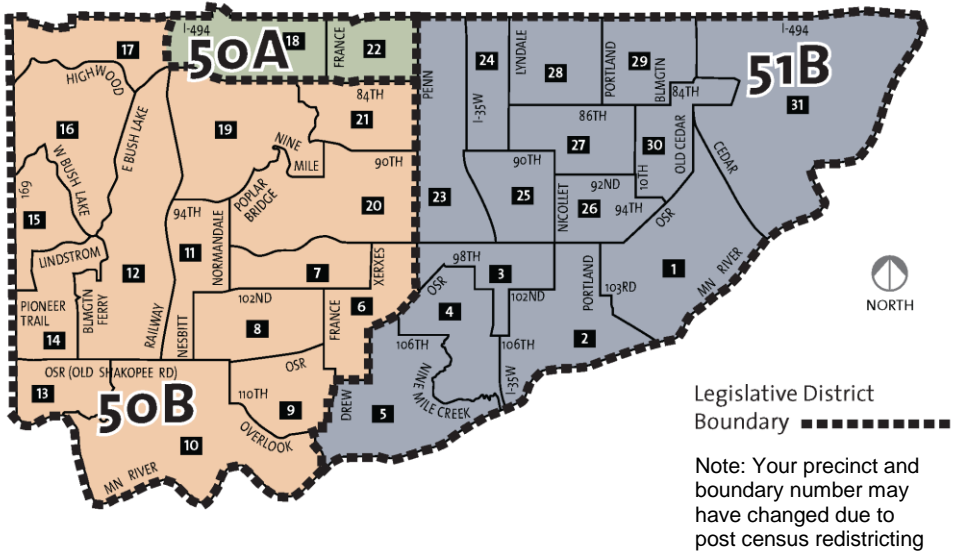 I-494
17
50A
18
FRANCE
22
PENN
24
LYNDALE
28
PORTLAND
29
BLMGTN
51B
I-494
31
HIGHWOOD
84TH
84TH
I-35W
16
E BUSH LAKE
19
21
86TH
NINE
MILE
27
30
OLD CEDAR
CEDAR
W BUSH LAKE
90TH
90TH
10TH
169
15
POPLAR
BRIDGE
20
23
25
92ND
NICOLLET
26
94TH
OSR
94TH
NORMANDALE
LINDSTROM
11
12
7
XERXES
98TH
3
1
MN RIVER
PIONEER
TRAIL
BLMGTN
FERRY
102ND
6
OSR
4
102ND
PORTLAND
103RD
NORTH
14
RAILWAY
NESBITT
8
FRANCE
106TH
106TH
2
OSR (OLD SHAKOPEE RD)
OSR
13
50B
110TH
9
DREW
5
NINE
MILE CREEK
I-35W
OVERLOOK
10
MN RIVER
Legislative District
Boundary
Note: Your precinct and
boundary number may
have changed due to
post census redistricting